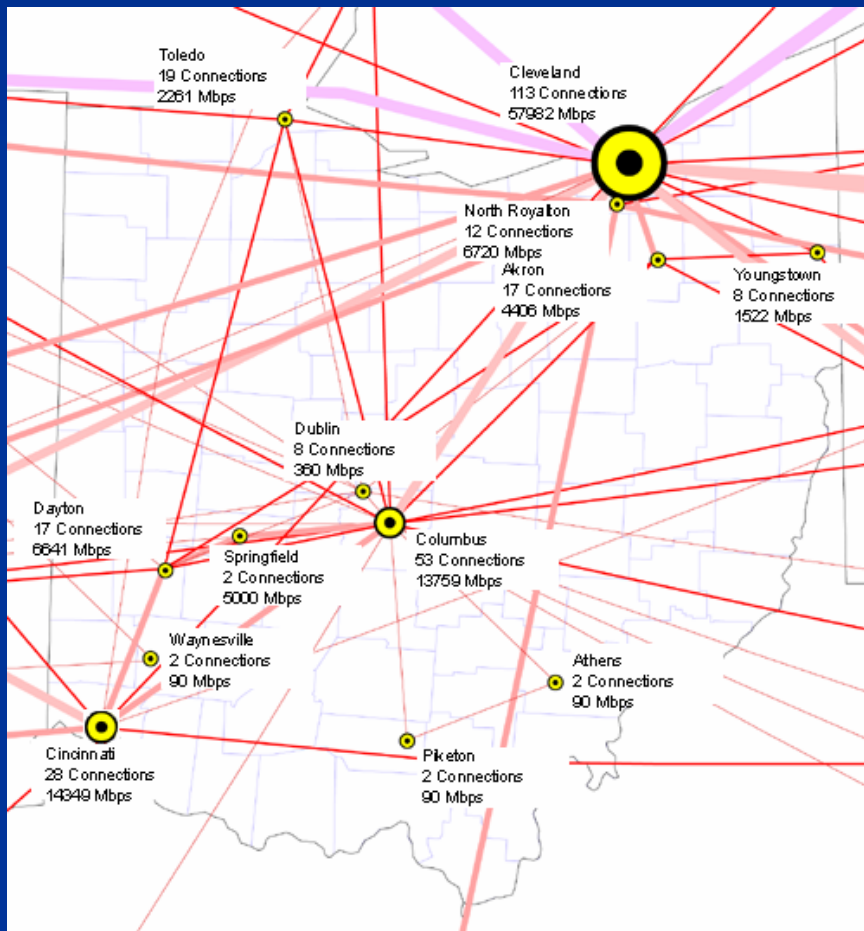 Toledo
19 Connections
2261 Mbps
Cleveland
113 Connections
57982 Mbps
North Royalton
12 Connections
6720 Mbps
Akron
17 Connections
4406 Mbps
Youngstown
8 Connections
1522 Mbps
Dublin
8 Connections
360 Mbps
Dayton
17 Connections
6641 Mbps
Springfield
2 Connections
5000 Mbps
Columbus
53 Connections
13759 Mbps
Waynesville
2 Connections
90 Mbps
Athens
2 Connections
90 Mbps
Cincinnati
28 Connections
14349 Mbps
Piketon
2 Connections
90 Mbps